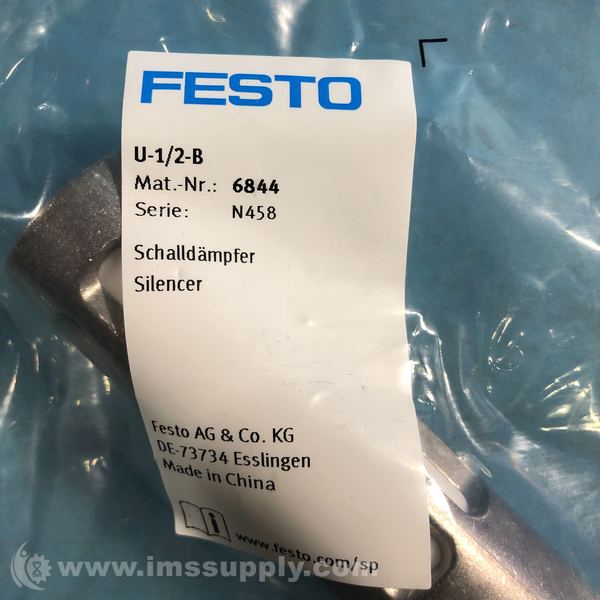 FESTO
U-1/2-B
Mat.-Nr.: 6844
Serie: N458
Schalldämpfer
Silencer
Festo AG & Co. KG
DE-73734 Esslingen
Made in China
www.festo.com/sp
www.imssupply.com